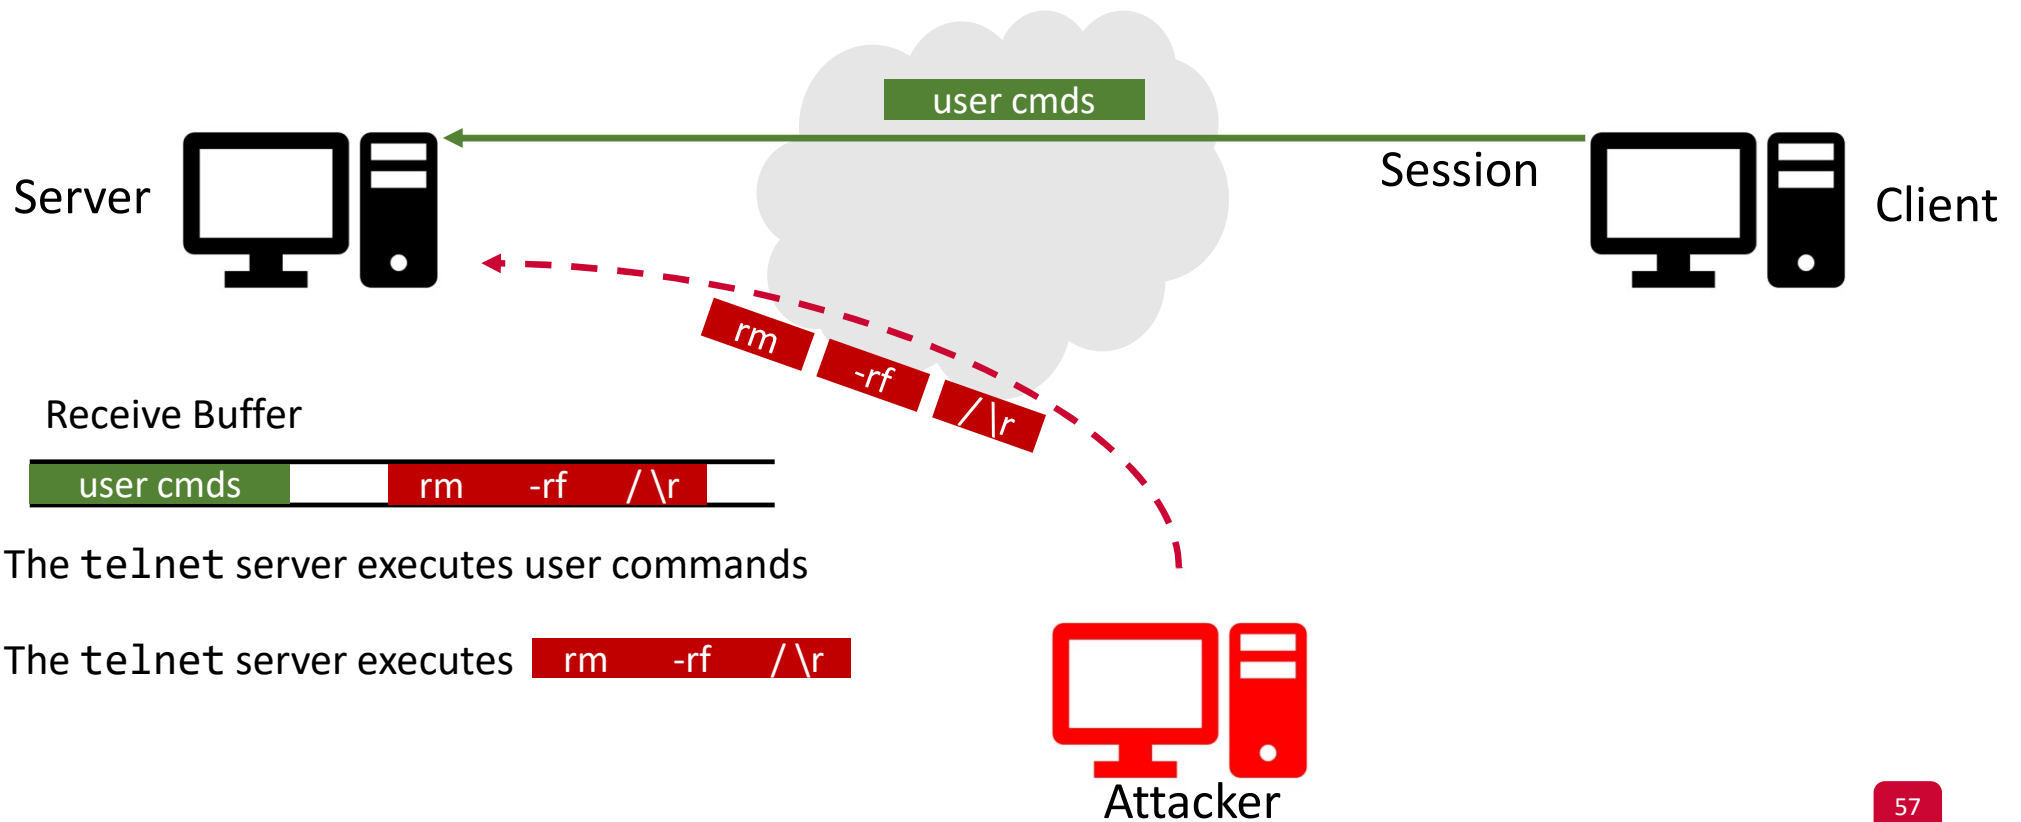 user cmds
Server
Session
Client
rm
-rf
/ \r
Receive Buffer
user cmds rm -rf / \r
The telnet server executes user commands
The telnet server executes rm -rf / \r
Attacker
57